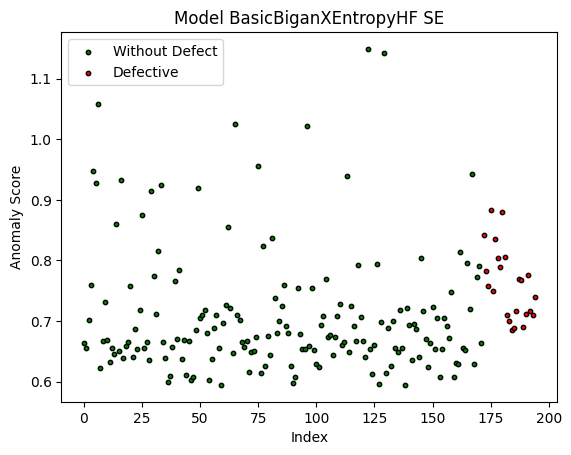 Model BasicBiganXEntropyHF SE
Without Defect
Defective
1.1
1.0
0.9
0.8
0.7
0.6
Anomaly Score
0 25 50 75 100 125 150 175 200
Index